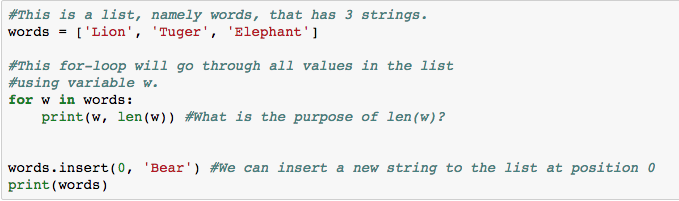 #This is a list, namely words, that has 3 strings.
words = ['Lion', 'Tuger', 'Elephant']
#This for-loop will go through all values in the list
#using variable w.
for w in words:
    print(w, len(w)) #What is the purpose of len(w)?
words.insert(0, 'Bear') #We can insert a new string to the list at position 0
print(words)